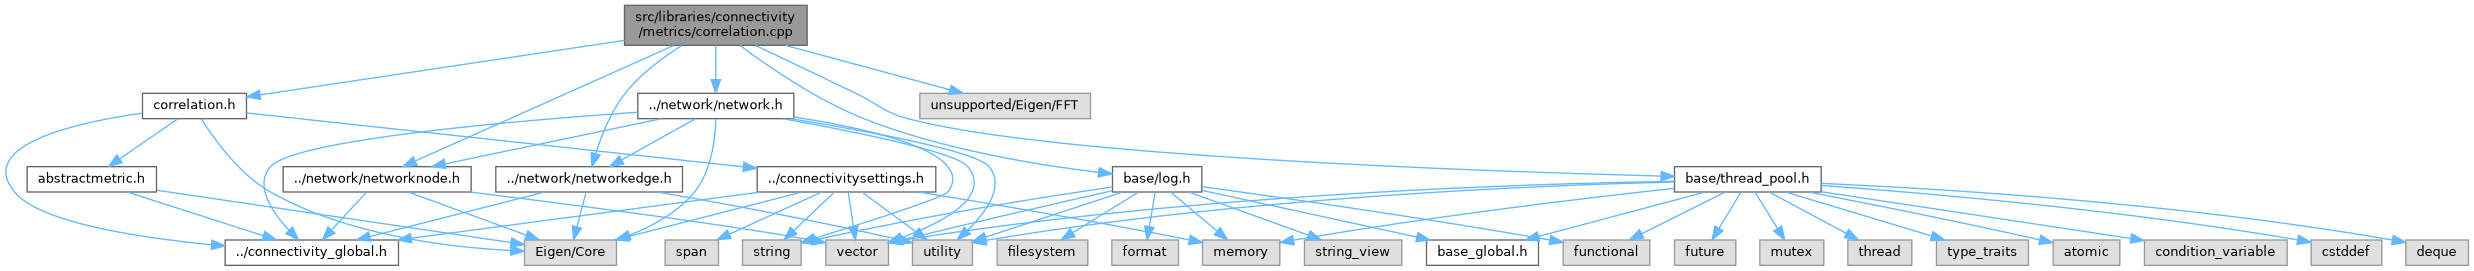 src/libraries/connectivity
/metrics/correlation.cpp
correlation.h
../network/network.h
unsupported/Eigen/FFT
abstractmetric.h
../network/networknode.h
../network/networkedge.h
../connectivitysettings.h
base/log.h
base/thread_pool.h
../connectivity_global.h
Eigen/Core
span
string
vector
utility
filesystem
format
memory
string_view
base_global.h
functional
future
mutex
thread
type_traits
atomic
condition_variable
cstddef
deque